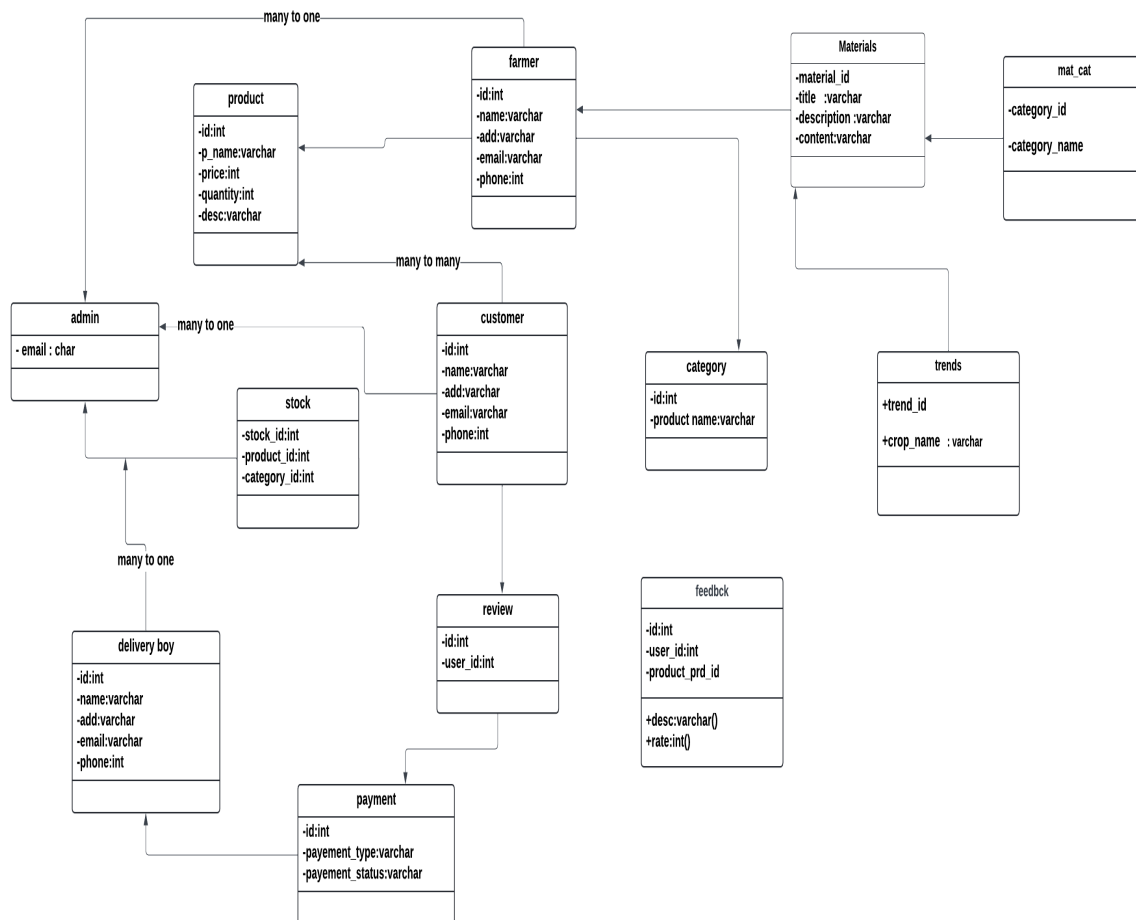 many to one
farmer
-id:int
-name:varchar
-add:varchar
-email:varchar
-phone:int
Materials
-material_id
-title :varchar
-description :varchar
-content:varchar
mat_cat
-category_id
-category_name
product
-id:int
-p_name:varchar
-price:int
-quantity:int
-desc:varchar
many to many
admin
- email : char
many to one
customer
-id:int
-name:varchar
-add:varchar
-email:varchar
-phone:int
category
-id:int
-product name:varchar
trends
+trend_id
+crop_name : varchar
stock
-stock_id:int
-product_id:int
-category_id:int
many to one
review
-id:int
-user_id:int
feedbck
-id:int
-user_id:int
-product_prd_id
+desc:varchar()
+rate:int()
delivery boy
-id:int
-name:varchar
-add:varchar
-email:varchar
-phone:int
payment
-id:int
-payement_type:varchar
-payement_status:varchar